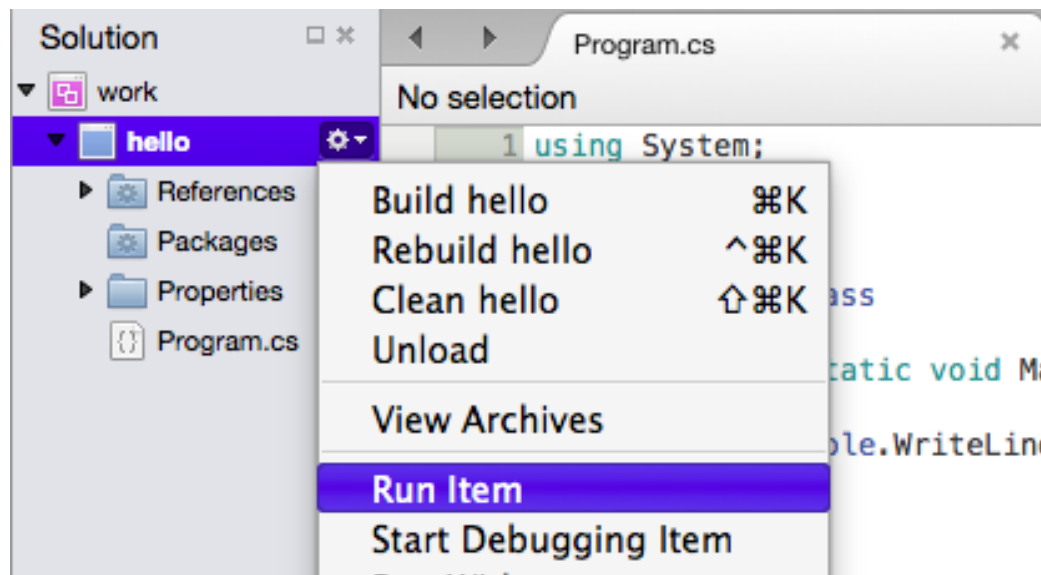 Solution
Program.cs
work
No selection
hello
1 using System;
References
Build hello ⌘K
Packages
Rebuild hello ^⌘K
Properties
Clean hello ⇧⌘K
ass
Program.cs
{}
Unload
tatic void Ma
View Archives
ole.WriteLine
Run Item
Start Debugging Item